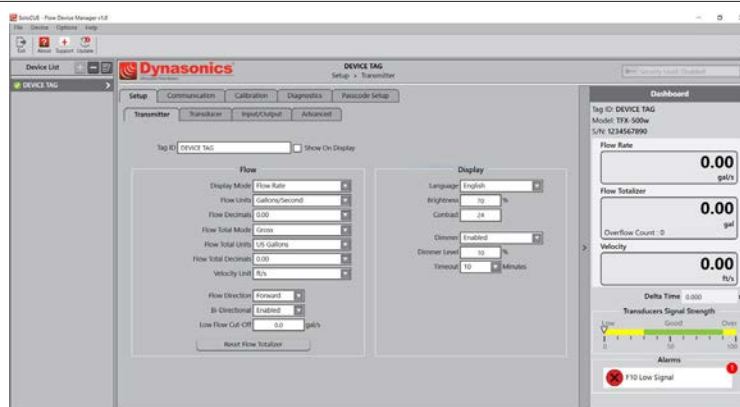 SoloCUE - Flow Device Manager v1.0
File Device Options Help
Exit About Support Update
Device List
DEVICE TAG
Dynasonics
DEVICE TAG
Setup > Transmitter
Security Level: Disabled
Setup Communication Calibration Diagnostics Passcode Setup
Transmitter Transducer Input/Output Advanced
Tag ID DEVICE TAG Show On Display
Flow
Display Mode Flow Rate
Flow Units Gallons/Second
Flow Decimals 0.00
Flow Total Mode Gross
Flow Total Units US Gallons
Flow Total Decimals 0.00
Velocity Unit ft/s
Flow Direction Forward
Bi-Directional Enabled
Low Flow Cut-Off 0.0 gal/s
Reset Flow Totalizer
Display
Language English
Brightness 70 %
Contrast 24
Dimmer Enabled
Dimmer Level 10 %
Timeout 10 Minutes
Dashboard
Tag ID: DEVICE TAG
Model: TFX-500w
S/N: 1234567890
Flow Rate
0.00
gal/s
Flow Totalizer
0.00
gal
Overflow Count : 0
Velocity
0.00
ft/s
Delta Time 0.000
Transducers Signal Strength
Low Good Over
0 50 100
Alarms
1
F10 Low Signal